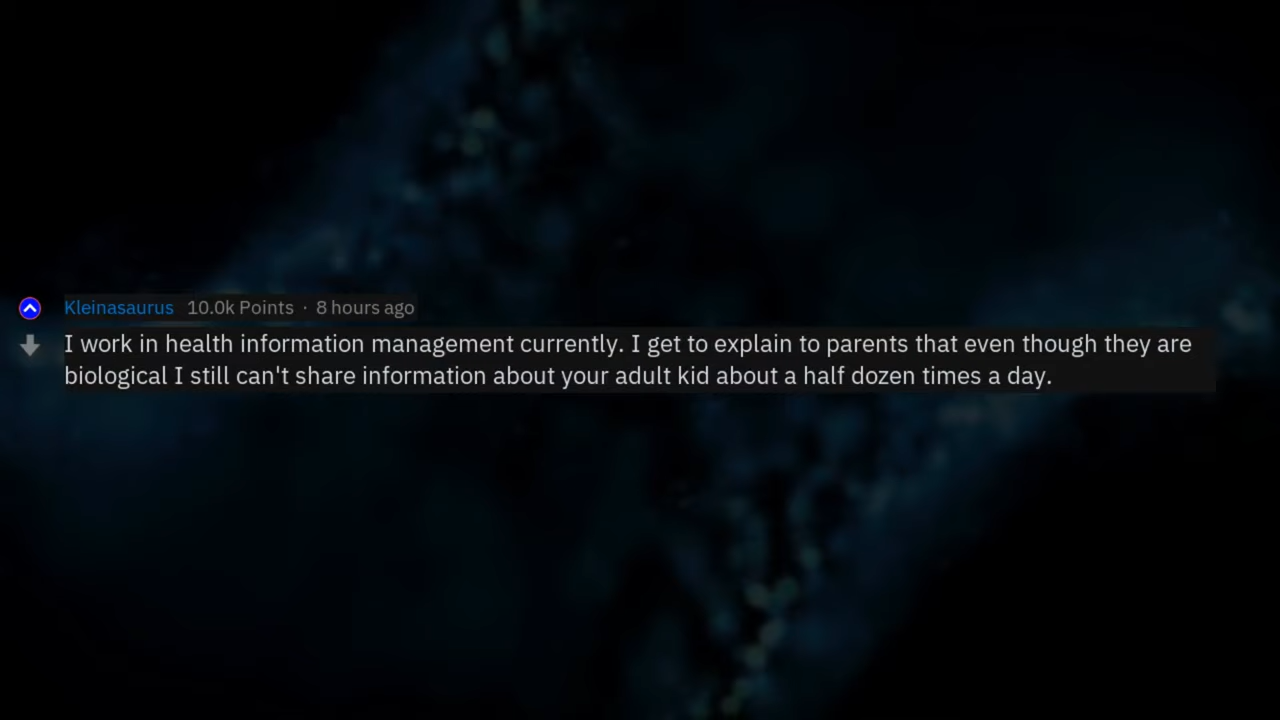 Kleinasaurus 10.0k Points · 8 hours ago
I work in health information management currently. I get to explain to parents that even though they are
biological I still can't share information about your adult kid about a half dozen times a day.